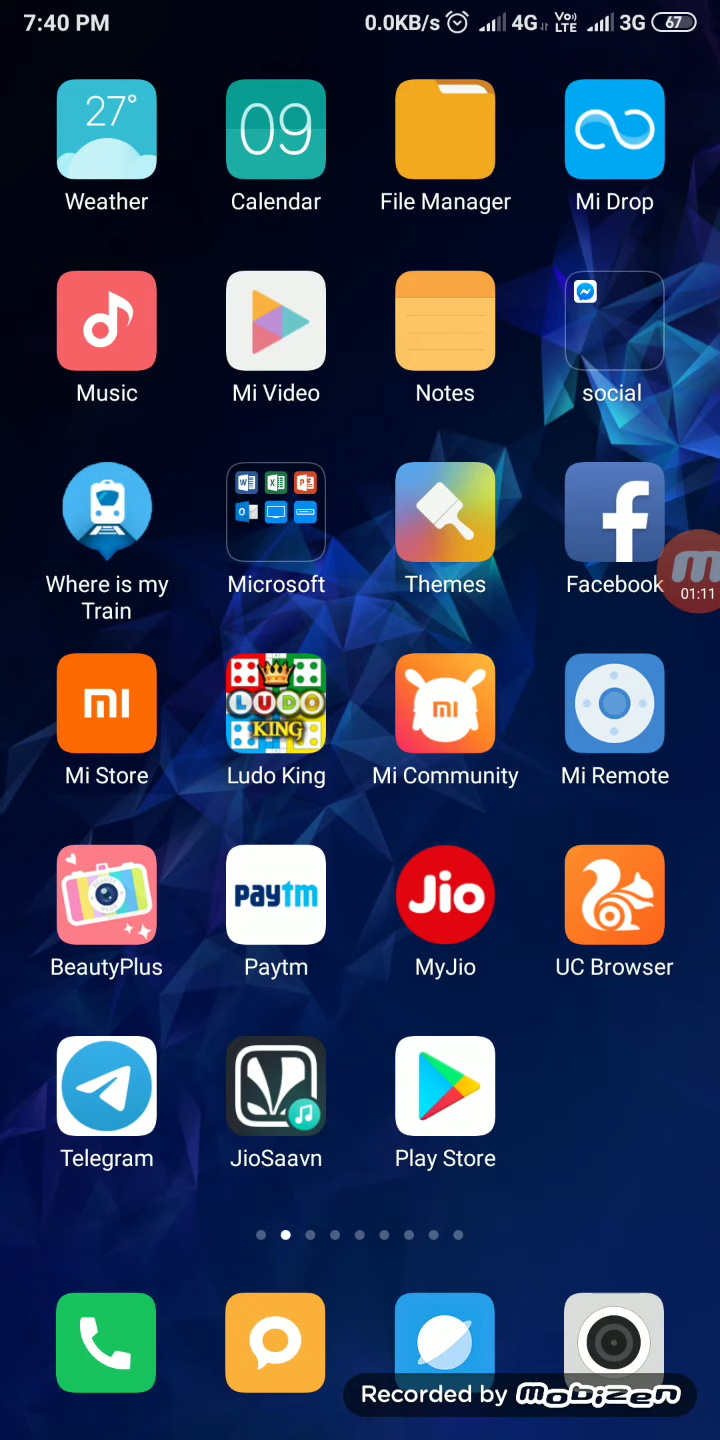 7:40 PM 0.0KB/s 4G Vo)) LTE 3G 67
27°
09
Weather Calendar File Manager Mi Drop
Music Mi Video Notes social
W X P
O
f
m
01:11
Where is my Train Microsoft Themes Facebook
mi
LUDO
KING
mi
Mi Store Ludo King Mi Community Mi Remote
paytm Jio
BeautyPlus Paytm MyJio UC Browser
Telegram JioSaavn Play Store
Recorded by mobizen